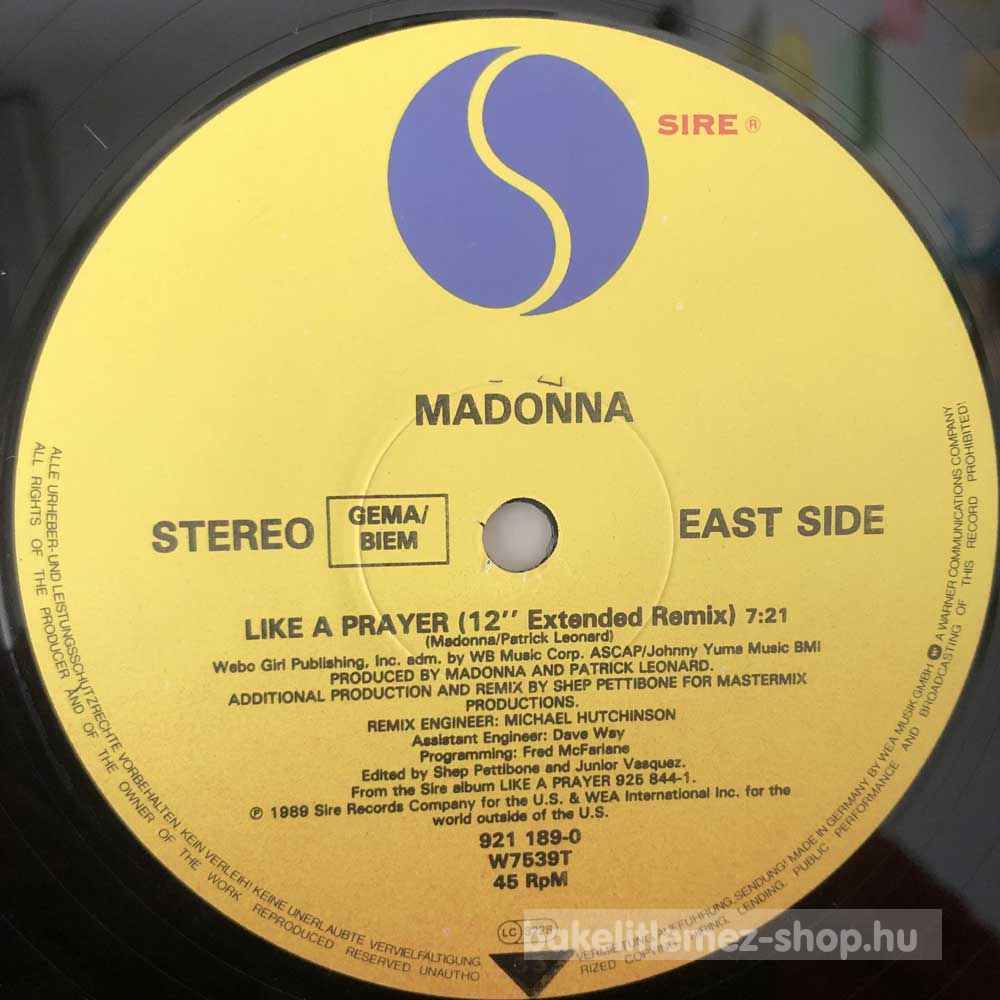 SIRE ®
MADONNA
STEREO
GEMA/
BIEM
EAST SIDE
LIKE A PRAYER (12'' Extended Remix) 7:21
(Madonna/Patrick Leonard)
Webo Girl Publishing, Inc. adm. by WB Music Corp. ASCAP/Johnny Yuma Music BMI
PRODUCED BY MADONNA AND PATRICK LEONARD.
ADDITIONAL PRODUCTION AND REMIX BY SHEP PETTIBONE FOR MASTERMIX
PRODUCTIONS.
REMIX ENGINEER: MICHAEL HUTCHINSON
Assistant Engineer: Dave Way
Programming: Fred McFarlane
Edited by Shep Pettibone and Junior Vasquez.
From the Sire album LIKE A PRAYER 925 844-1.
℗ 1989 Sire Records Company for the U.S. & WEA International Inc. for the
world outside of the U.S.
921 189-0
W7539T
45 RpM
LC
ALLE URHEBER- UND LEISTUNGSSCHUTZRECHTE VORBEHALTEN. KEIN VERLEIH! KEINE UNERLAUBTE VERVIELFÄLTIGUNG, SENDUNG! MADE IN GERMANY BY WEA MUSIK GMBH A WARNER COMMUNICATIONS COMPANY
ALL RIGHTS OF THE PRODUCER AND OF THE OWNER OF THE WORK REPRODUCED RESERVED UNAUTHORIZED LENDING. PUBLIC PERFORMANCE AND BROADCASTING OF THIS RECORD PROHIBITED!
bakelitlemez-shop.hu